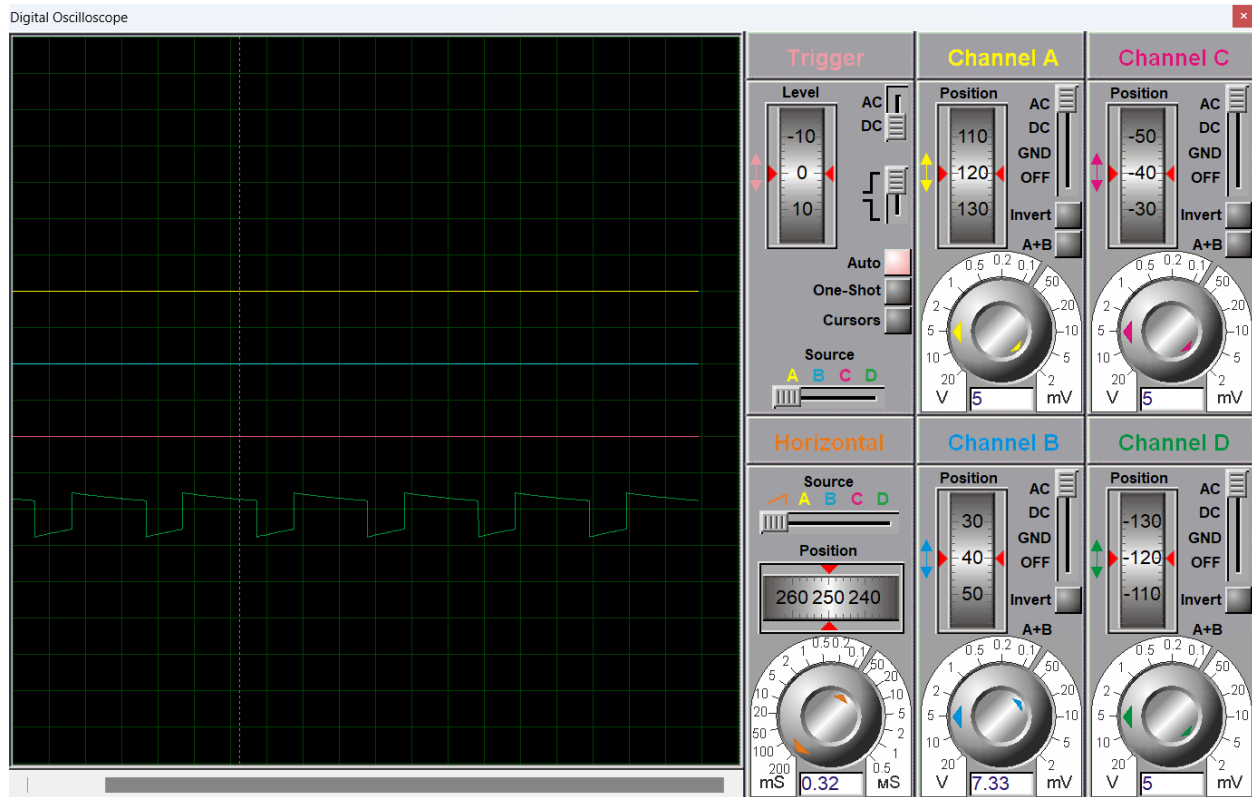 Digital Oscilloscope
×
Trigger
Level
AC
DC
-10
0
10
Auto
One-Shot
Cursors
Source
A B C D
Channel A
Position
AC
DC
GND
OFF
110
120
130
Invert
A+B
0.5 0.2 0.1
1
2
5
10
20
50
20
10
5
2
V
5
mV
Channel C
Position
AC
DC
GND
OFF
-50
-40
-30
Invert
A+B
0.5 0.2 0.1
1
2
5
10
20
50
20
10
5
2
V
5
mV
Horizontal
Source
A B C D
Position
260 250 240
1 0.5 0.2 0.1
2
5
10
20
50
100
200
50
20
10
5
2
1
0.5
mS
0.32
мS
Channel B
Position
AC
DC
GND
OFF
30
40
50
Invert
A+B
0.5 0.2 0.1
1
2
5
10
20
50
20
10
5
2
V
7.33
mV
Channel D
Position
AC
DC
GND
OFF
-130
-120
-110
Invert
A+B
0.5 0.2 0.1
1
2
5
10
20
50
20
10
5
2
V
5
mV